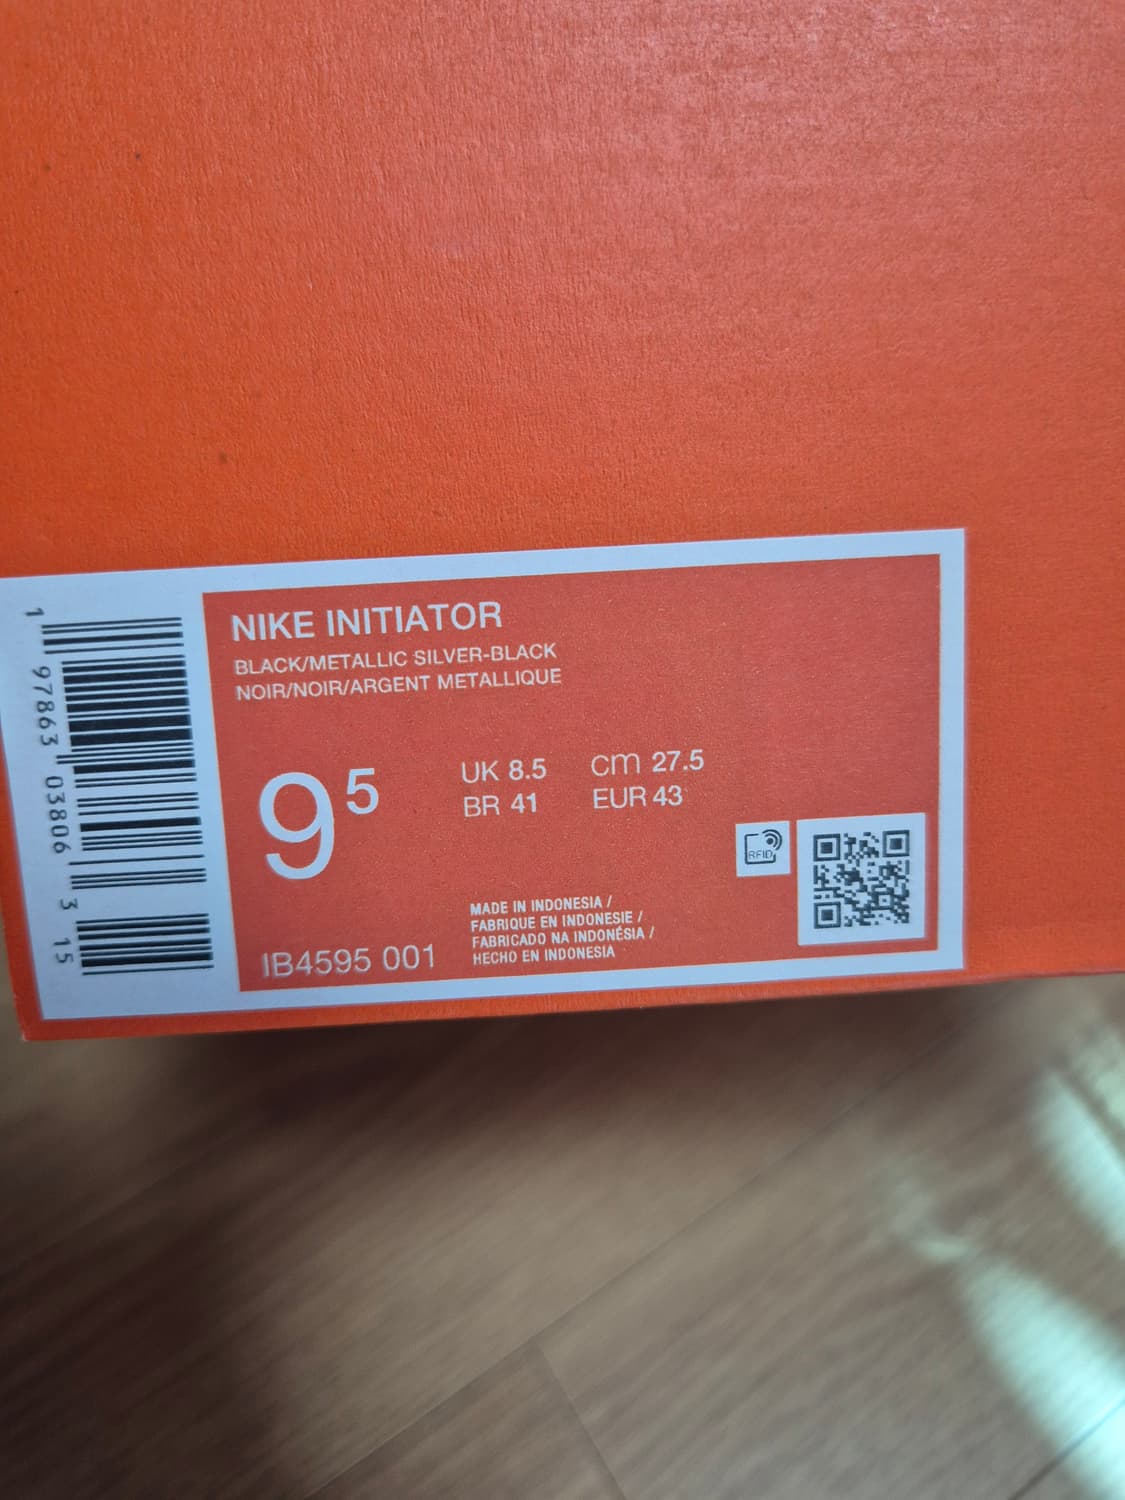 NIKE INITIATOR
BLACK/METALLIC SILVER-BLACK
NOIR/NOIR/ARGENT METALLIQUE
9 5
UK 8.5 cm 27.5
BR 41 EUR 43
RFID
MADE IN INDONESIA /
FABRIQUE EN INDONESIE /
FABRICADO NA INDONÉSIA /
HECHO EN INDONESIA
IB4595 001
1 97863 03806 3 15